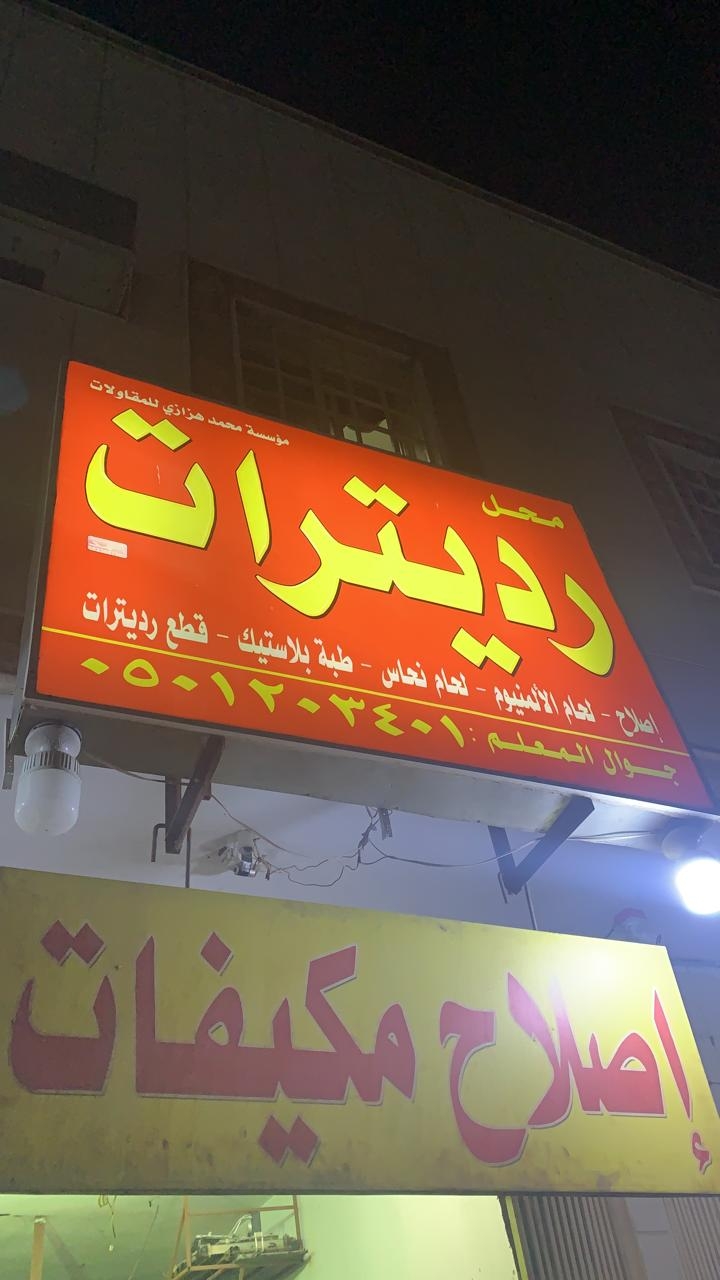 مؤسسة محمد هزازي للمقاولات
محل
رديترات
إصلاح - لحام الألمنيوم - لحام نحاس - طبة بلاستيك - قطع رديترات
جوال المعلم : ٠٥٠١٢٠٣٤٠١
إصلاح مكيفات